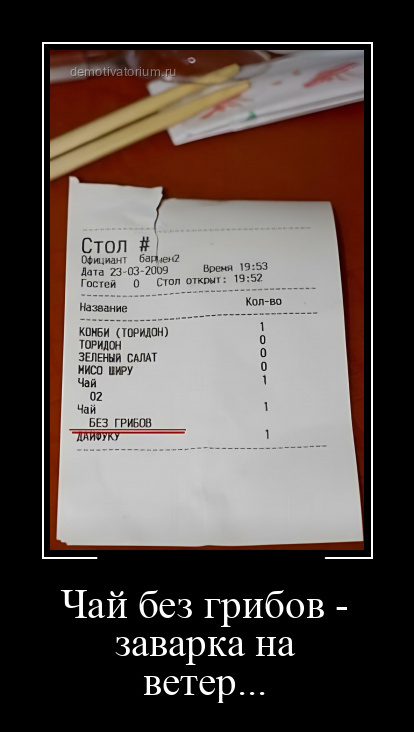 demotivatorium.ru
Стол #
Официант бармен2
Дата 23-03-2009 Время 19:53
Гостей 0 Стол открыт: 19:52
Название Кол-во
КОМБИ (ТОРИДОН) 1
ТОРИДОН 0
ЗЕЛЕНЫЙ САЛАТ 0
МИСО ШИРУ 0
Чай 1
02
Чай 1
БЕЗ ГРИБОВ
ДАЙФУКУ 1
Чай без грибов -
заварка на
ветер...